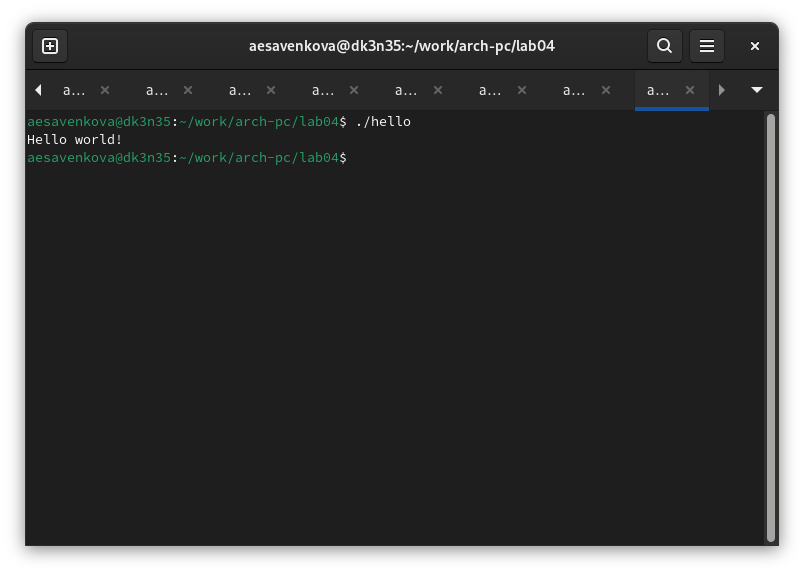 aesavenkova@dk3n35:~/work/arch-pc/lab04
a… a… a… a… a… a… a… a…
aesavenkova@dk3n35:~/work/arch-pc/lab04$ ./hello
Hello world!
aesavenkova@dk3n35:~/work/arch-pc/lab04$